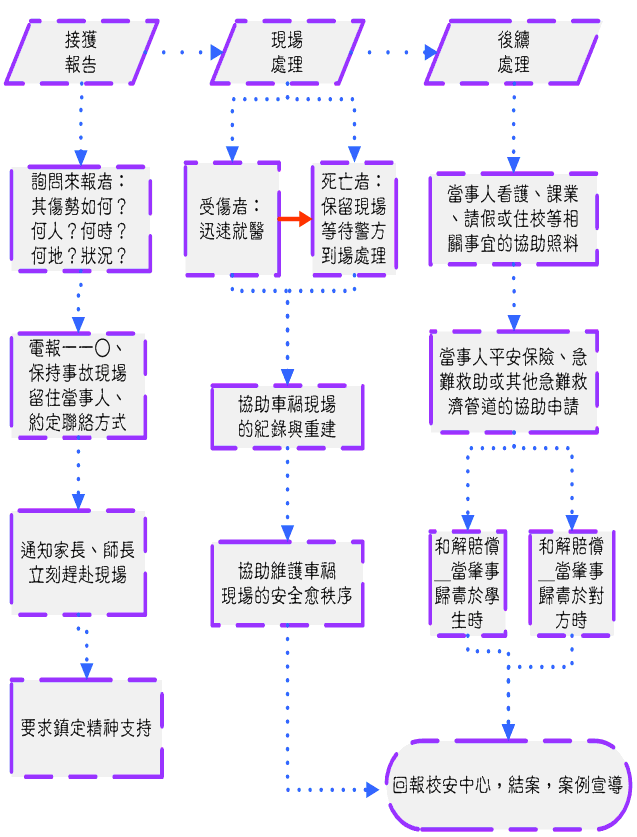 接獲
報告
現場
處理
後續
處理
詢問來報者：
其傷勢如何？
何人？何時？
何地？狀況？
電報一一〇、
保持事故現場
留住當事人、
約定聯絡方式
通知家長、師長
立刻趕赴現場
要求鎮定精神支持
受傷者：
迅速就醫
死亡者：
保留現場
等待警方
到場處理
協助車禍現場
的紀錄與重建
協助維護車禍
現場的安全愈秩序
當事人看護、課業
、請假或住校等相
關事宜的協助照料
當事人平安保險、急
難救助或其他急難救
濟管道的協助申請
和解賠償
__當肇事
歸責於學
生時
和解賠償
__當肇事
歸責於對
方時
回報校安中心，結案，案例宣導